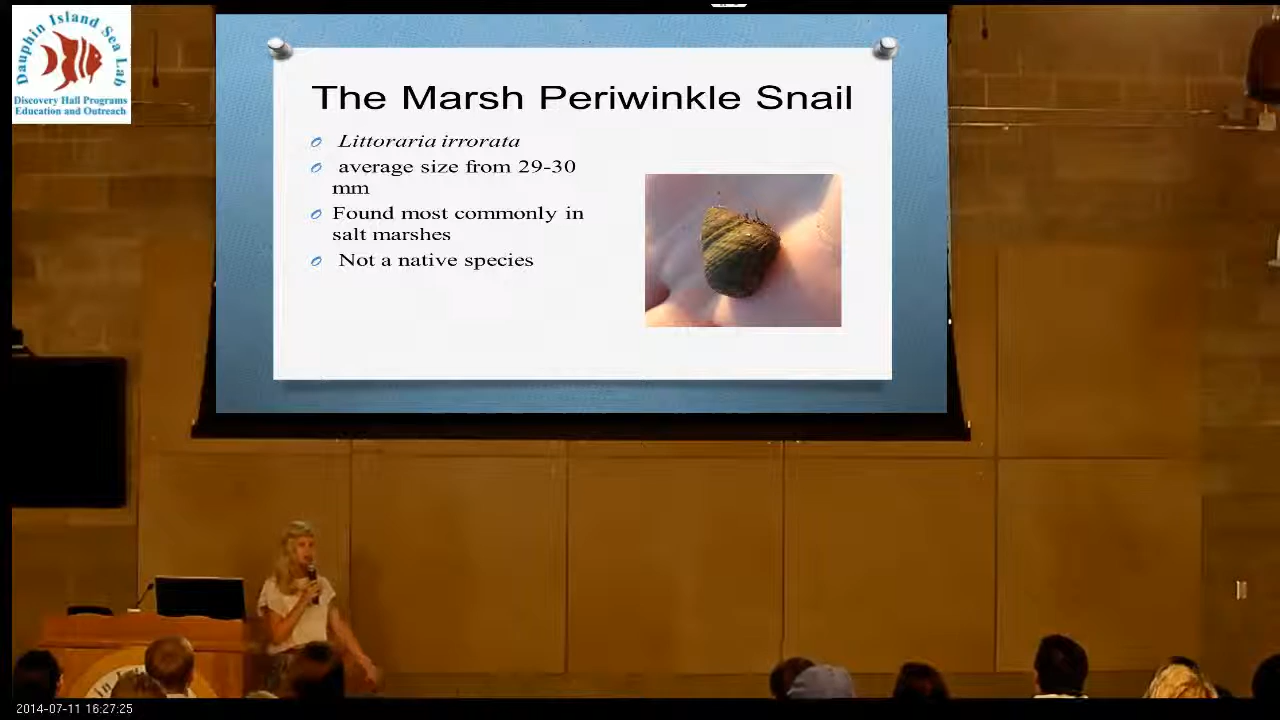 Dauphin Island Sea Lab
Discovery Hall Programs
Education and Outreach
The Marsh Periwinkle Snail
Littoraria irrorata
average size from 29-30
mm
Found most commonly in
salt marshes
Not a native species
2014-07-11 16:27:25